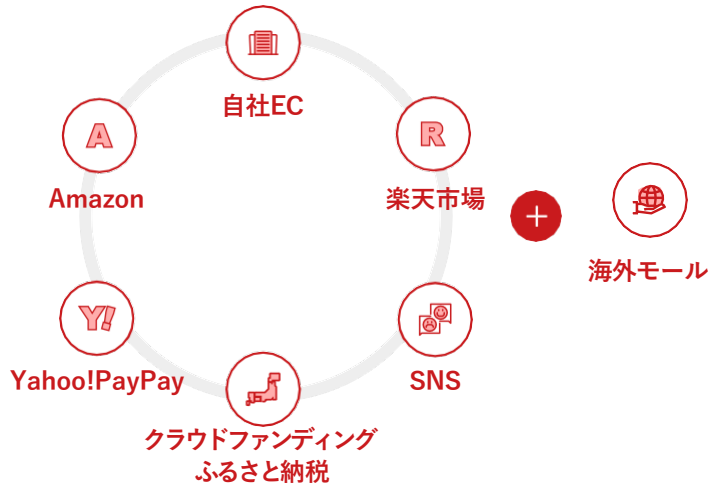 自社EC
A
R
Amazon
楽天市場
海外モール
Y!
Yahoo!PayPay
SNS
クラウドファンディング
ふるさと納税